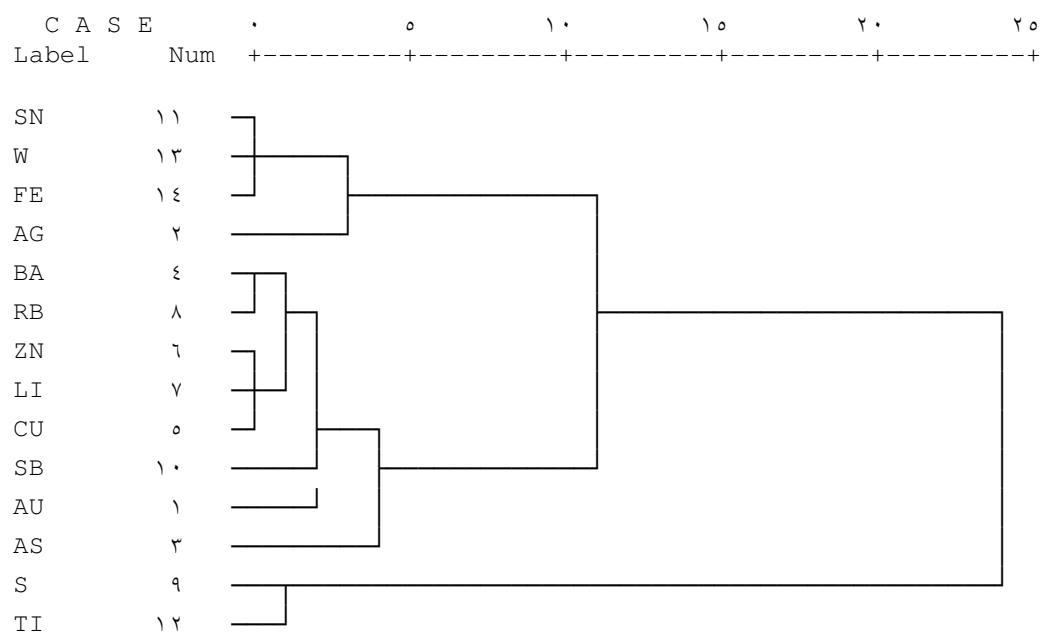 C A S E ٠ ٥ ١٠ ١٥ ٢٠ ٢٥
Label Num +---------+---------+---------+---------+---------+
SN ١١
W ١٣
FE ١٤
AG ٢
BA ٤
RB ٨
ZN ٦
LI ٧
CU ٥
SB ١٠
AU ١
AS ٣
S ٩
TI ١٢